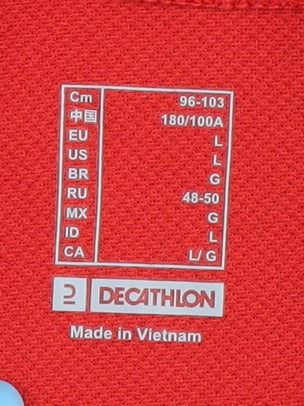 Cm 96-103
中国 180/100A
EU L
US L
BR G
RU 48-50
MX G
ID L
CA L/ G
DECATHLON
Made in Vietnam